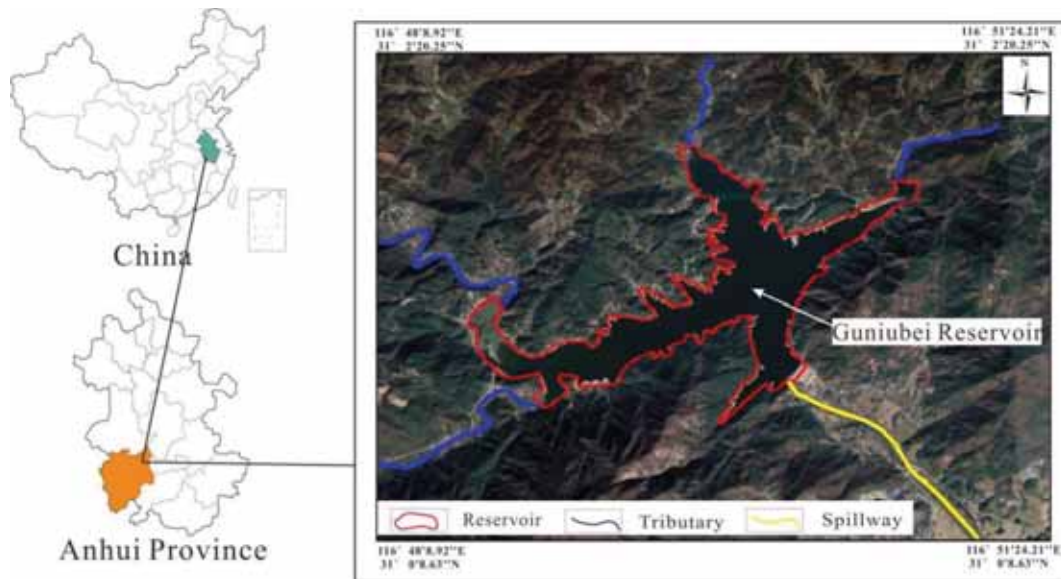 116° 48'8.92''E
31° 2'20.25''N
116° 51'24.21''E
31° 2'20.25''N
N
China
Guniubei Reservoir
Reservoir
Tributary
Spillway
Anhui Province
116° 48'8.92''E
31° 0'8.63''N
116° 51'24.21''E
31° 0'8.63''N